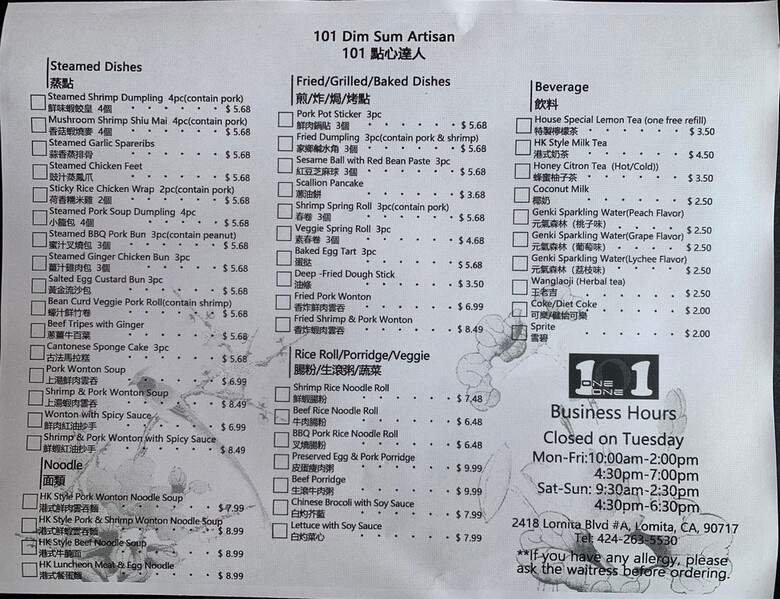 101 Dim Sum Artisan
101 點心達人
Steamed Dishes
蒸點
Steamed Shrimp Dumpling 4pc(contain pork)
鮮味蝦餃皇 4個 $ 5.68
Mushroom Shrimp Shiu Mai 4pc(contain pork)
香菇蝦燒賣 4個 $ 5.68
Steamed Garlic Spareribs
蒜香蒸排骨 $ 5.68
Steamed Chicken Feet
豉汁蒸鳳爪 $ 5.68
Sticky Rice Chicken Wrap 2pc(contain pork)
荷香糯米雞 2個 $ 5.68
Steamed Pork Soup Dumpling 4pc
小籠包 4個 $ 5.68
Steamed BBQ Pork Bun 3pc(contain peanut)
蜜汁叉燒包 3個 $ 5.68
Steamed Ginger Chicken Bun 3pc
薑汁雞肉包 3個 $ 5.68
Salted Egg Custard Bun 3pc
黃金流沙包 $ 5.68
Bean Curd Veggie Pork Roll(contain shrimp)
蠔汁鮮竹卷 $ 5.68
Beef Tripes with Ginger
蔥薑牛百葉 $ 5.68
Cantonese Sponge Cake 3pc
古法馬拉糕 $ 5.68
Pork Wonton Soup
上湯鮮肉雲吞 $ 6.99
Shrimp & Pork Wonton Soup
上湯蝦肉雲吞 $ 8.49
Wonton with Spicy Sauce
鮮肉紅油抄手 $ 6.99
Shrimp & Pork Wonton with Spicy Sauce
鮮蝦紅油抄手 $ 8.49
Noodle
面類
HK Style Pork Wonton Noodle Soup
港式鮮肉雲吞麵 $ 7.99
HK Style Pork & Shrimp Wonton Noodle Soup
港式鮮蝦雲吞麵 $ 8.99
HK Style Beef Noodle Soup
港式牛腩面 $ 8.99
HK Luncheon Meat & Egg Noodle
港式餐蛋麵 $ 8.99
Fried/Grilled/Baked Dishes
煎/炸/焗/烤點
Pork Pot Sticker 3pc
鮮肉鍋貼 3個 $ 5.68
Fried Dumpling 3pc(contain pork & shrimp)
家鄉鹹水角 3個 $ 5.68
Sesame Ball with Red Bean Paste 3pc
紅豆芝麻球 3個 $ 5.68
Scallion Pancake
蔥油餅 $ 3.68
Shrimp Spring Roll 3pc(contain pork)
春卷 3個 $ 5.68
Veggie Spring Roll 3pc
素春卷 3個 $ 4.68
Baked Egg Tart 3pc
蛋撻 $ 5.68
Deep -Fried Dough Stick
油條 $ 3.50
Fried Pork Wonton
香炸鮮肉雲吞 $ 6.99
Fried Shrimp & Pork Wonton
香炸蝦肉雲吞 $ 8.49
Rice Roll/Porridge/Veggie
腸粉/生滾粥/蔬菜
Shrimp Rice Noodle Roll
鮮蝦腸粉 $ 7.48
Beef Rice Noodle Roll
牛肉腸粉 $ 6.48
BBQ Pork Rice Noodle Roll
叉燒腸粉 $ 6.48
Preserved Egg & Pork Porridge
皮蛋瘦肉粥 $ 9.99
Beef Porridge
生滾牛肉粥 $ 9.99
Chinese Brocoli with Soy Sauce
白灼芥藍 $ 7.99
Lettuce with Soy Sauce
白灼菜心 $ 7.99
Beverage
飲料
House Special Lemon Tea (one free refill)
特製檸檬茶 $ 3.50
HK Style Milk Tea
港式奶茶 $ 4.50
Honey Citron Tea (Hot/Cold))
蜂蜜柚子茶 $ 3.50
Coconut Milk
椰奶 $ 2.50
Genki Sparkling Water(Peach Flavor)
元氣森林（桃子味） $ 2.50
Genki Sparkling Water(Grape Flavor)
元氣森林（葡萄味） $ 2.50
Genki Sparkling Water(Lychee Flavor)
元氣森林（荔枝味） $ 2.50
Wanglaoji (Herbal tea)
王老吉 $ 2.50
Coke/Diet Coke
可樂/健怡可樂 $ 2.00
Sprite
雪碧 $ 2.00
101
ONE
ONE
Business Hours
Closed on Tuesday
Mon-Fri:10:00am-2:00pm
4:30pm-7:00pm
Sat-Sun: 9:30am-2:30pm
4:30pm-6:30pm
2418 Lomita Blvd #A, Lomita, CA, 90717
Tel: 424-263-5530
**If you have any allergy, please
ask the waitress before ordering.